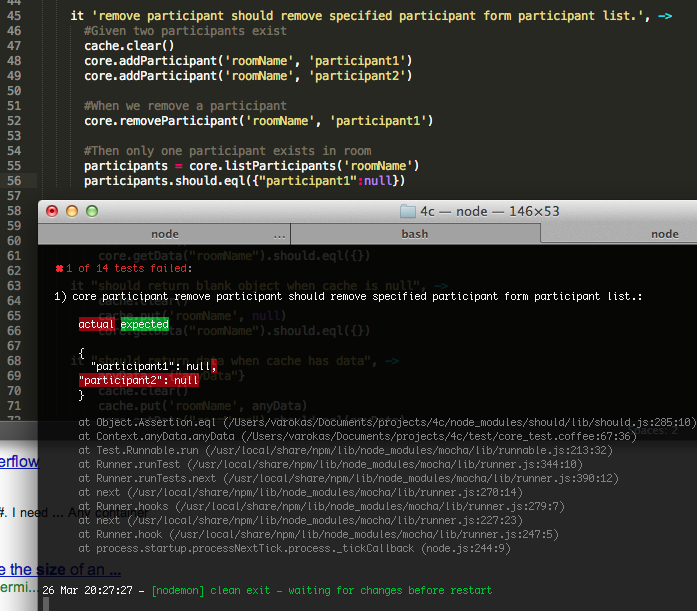 44
45 it 'remove participant should remove specified participant form participant list.', ->
46 #Given two participants exist
47 cache.clear()
48 core.addParticipant('roomName', 'participant1')
49 core.addParticipant('roomName', 'participant2')
50
51 #When we remove a participant
52 core.removeParticipant('roomName', 'participant1')
53
54 #Then only one participant exists in room
55 participants = core.listParticipants('roomName')
56 participants.should.eql({"participant1":null})
57
58 4c — node — 146×53
59 node ... bash node
60
61 core.getData("roomName").should.eql({})
62 ✖ 1 of 14 tests failed:
63 it "should return blank object when cache is null", ->
64 1) core participant remove participant should remove specified participant form participant list.:
65 cache.put('roomName', null)
66 actual expected
core.getData("roomName").should.eql({})
67
{
68 it "should return data when cache has data", ->
"participant1": null,
69 anyData
"participant2": null
70 cache.clear()
}
71 cache.put('roomName', anyData)
72
at Object.Assertion.eql (/Users/varokas/Documents/projects/4c/node_modules/should/lib/should.js:285:10)
at Context.anyData.anyData (/Users/varokas/Documents/projects/4c/test/core_test.coffee:67:36)
at Test.Runnable.run (/usr/local/share/npm/lib/node_modules/mocha/lib/runnable.js:213:32)
at Runner.runTest (/usr/local/share/npm/lib/node_modules/mocha/lib/runner.js:344:10)
erflow
at Runner.runTests.next (/usr/local/share/npm/lib/node_modules/mocha/lib/runner.js:390:12)
at next (/usr/local/share/npm/lib/node_modules/mocha/lib/runner.js:270:14)
#. I need ... Any container
at Runner.hooks (/usr/local/share/npm/lib/node_modules/mocha/lib/runner.js:279:7)
at next (/usr/local/share/npm/lib/node_modules/mocha/lib/runner.js:227:23)
at Runner.hook (/usr/local/share/npm/lib/node_modules/mocha/lib/runner.js:247:5)
at process.startup.processNextTick.process._tickCallback (node.js:244:9)
e the size of an ...
ermi...
26 Mar 20:27:27 - [nodemon] clean exit - waiting for changes before restart